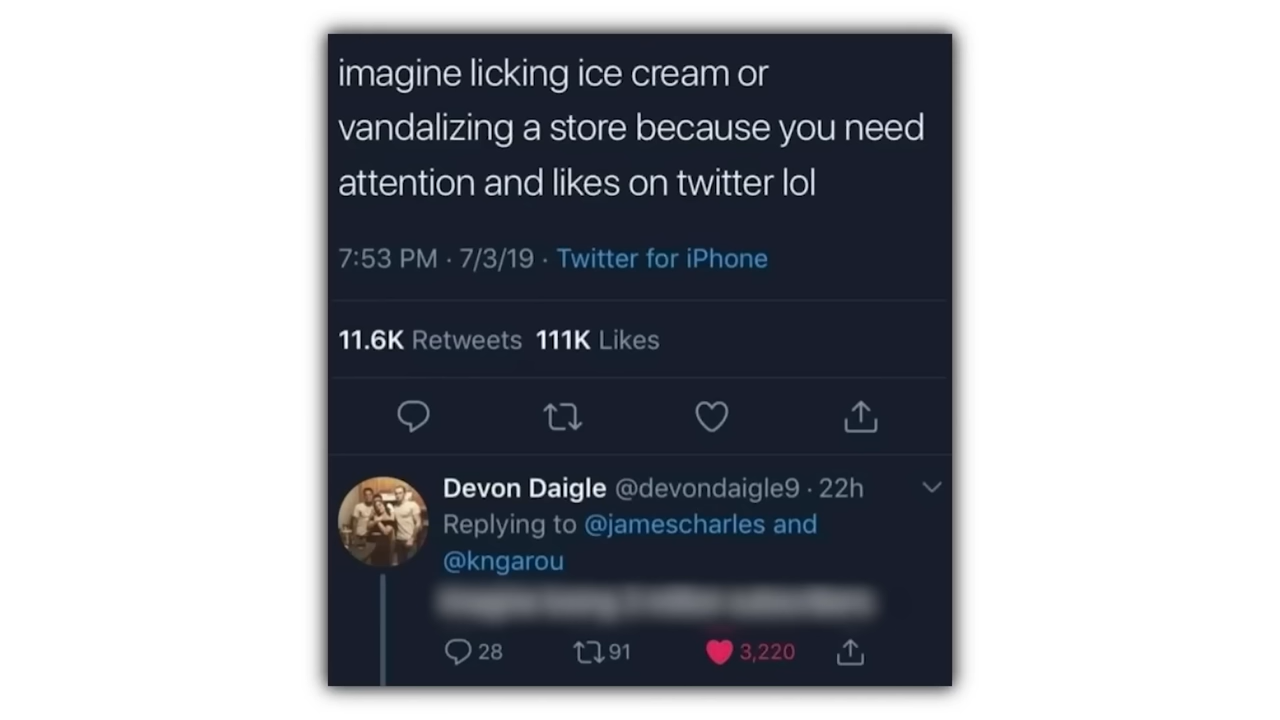 imagine licking ice cream or
vandalizing a store because you need
attention and likes on twitter lol
7:53 PM · 7/3/19 · Twitter for iPhone
11.6K Retweets 111K Likes
Devon Daigle @devondaigle9 · 22h
Replying to @jamescharles and
@kngarou
28 91 3,220